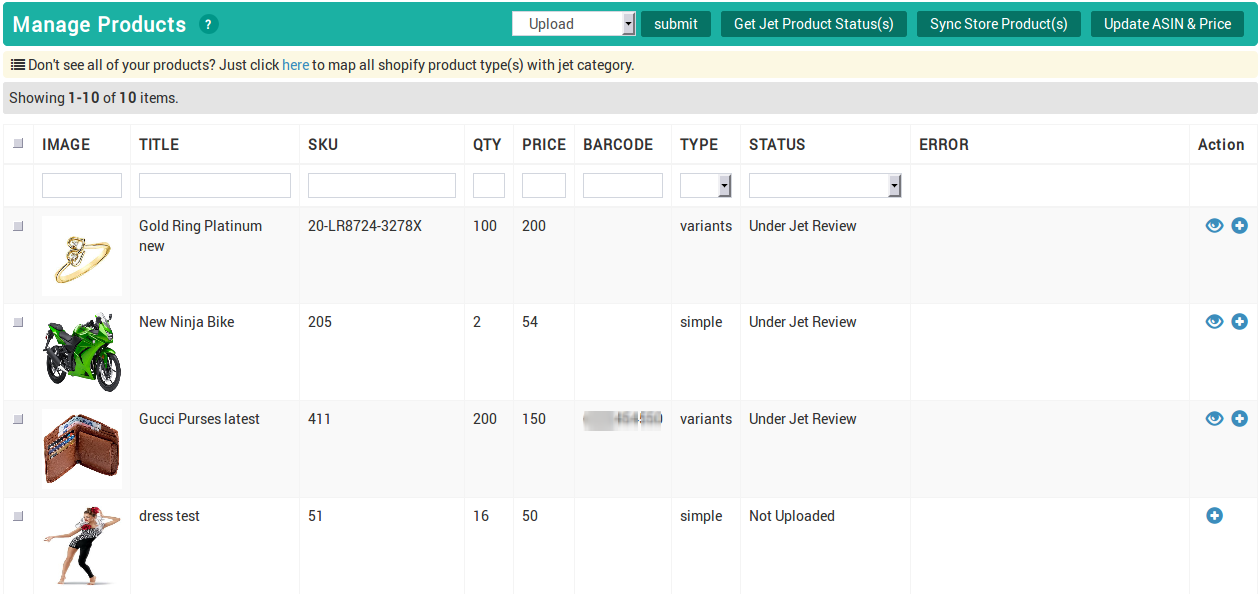 Manage Products ? Upload submit Get Jet Product Status(s) Sync Store Product(s) Update ASIN & Price
Don't see all of your products? Just click here to map all shopify product type(s) with jet category.
Showing 1-10 of 10 items.
IMAGE TITLE SKU QTY PRICE BARCODE TYPE STATUS ERROR Action
Gold Ring Platinum 20-LR8724-3278X 100 200 variants Under Jet Review
new
New Ninja Bike 205 2 54 simple Under Jet Review
Gucci Purses latest 411 200 150 variants Under Jet Review
dress test 51 16 50 simple Not Uploaded